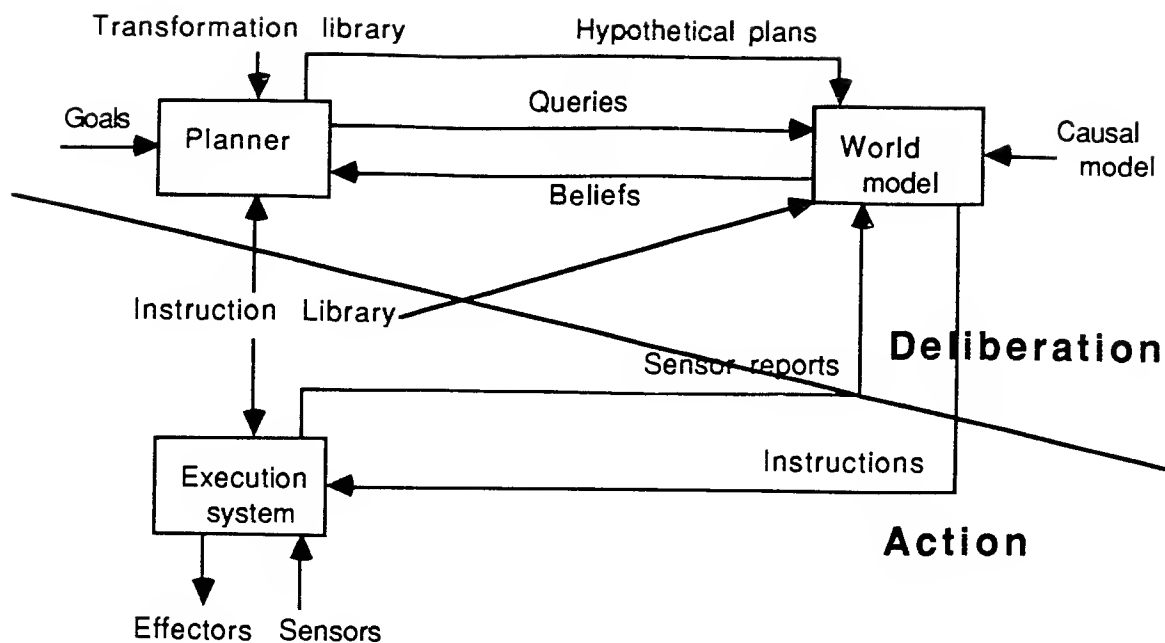 Transformation library
Hypothetical plans
Goals
Planner
Queries
World
model
Causal
model
Beliefs
Instruction Library
Deliberation
Sensor reports
Instructions
Execution
system
Action
Effectors Sensors